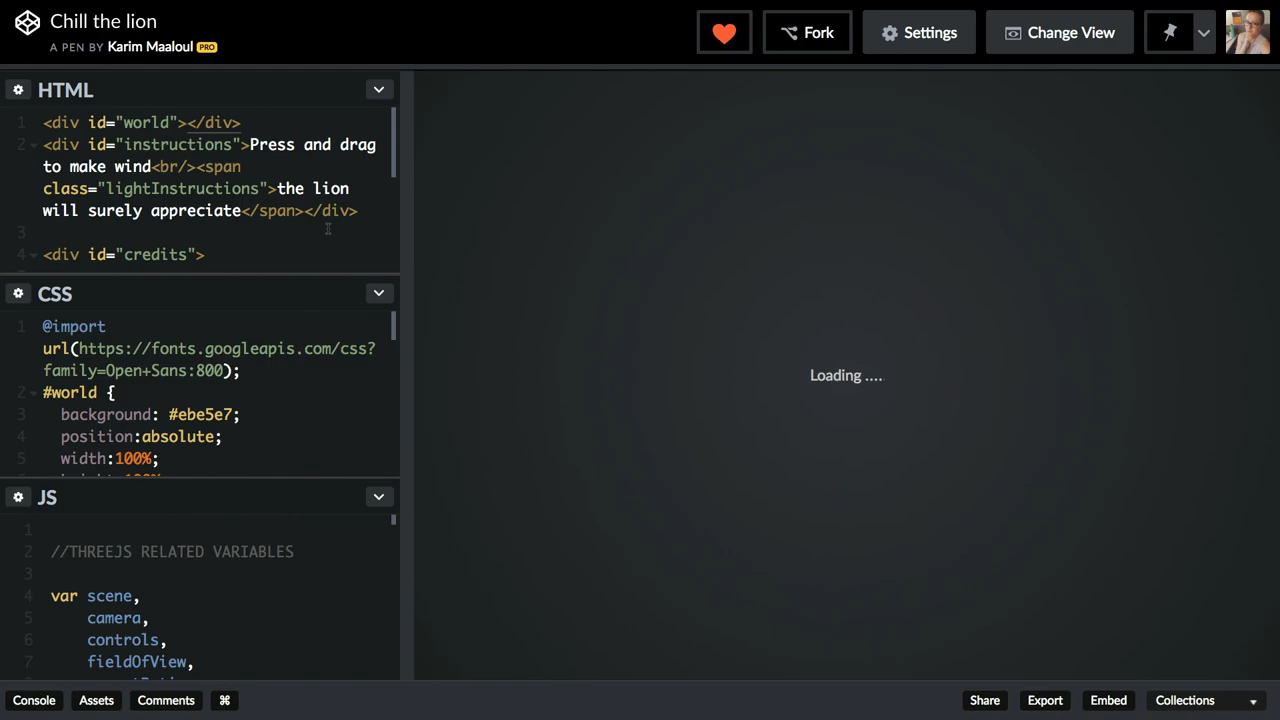 Chill the lion
A PEN BY Karim Maaloul PRO
Fork
Settings
Change View
HTML
1 <div id="world"></div>
2 <div id="instructions">Press and drag
to make wind<br/><span
class="lightInstructions">the lion
will surely appreciate</span></div>
3
4 <div id="credits">
CSS
1 @import
url(https://fonts.googleapis.com/css?
family=Open+Sans:800);
2 #world {
3 background: #ebe5e7;
4 position:absolute;
5 width:100%;
JS
1
2 //THREEJS RELATED VARIABLES
3
4 var scene,
5 camera,
6 controls,
7 fieldOfView,
Loading ....
Console
Assets
Comments
⌘
Share
Export
Embed
Collections